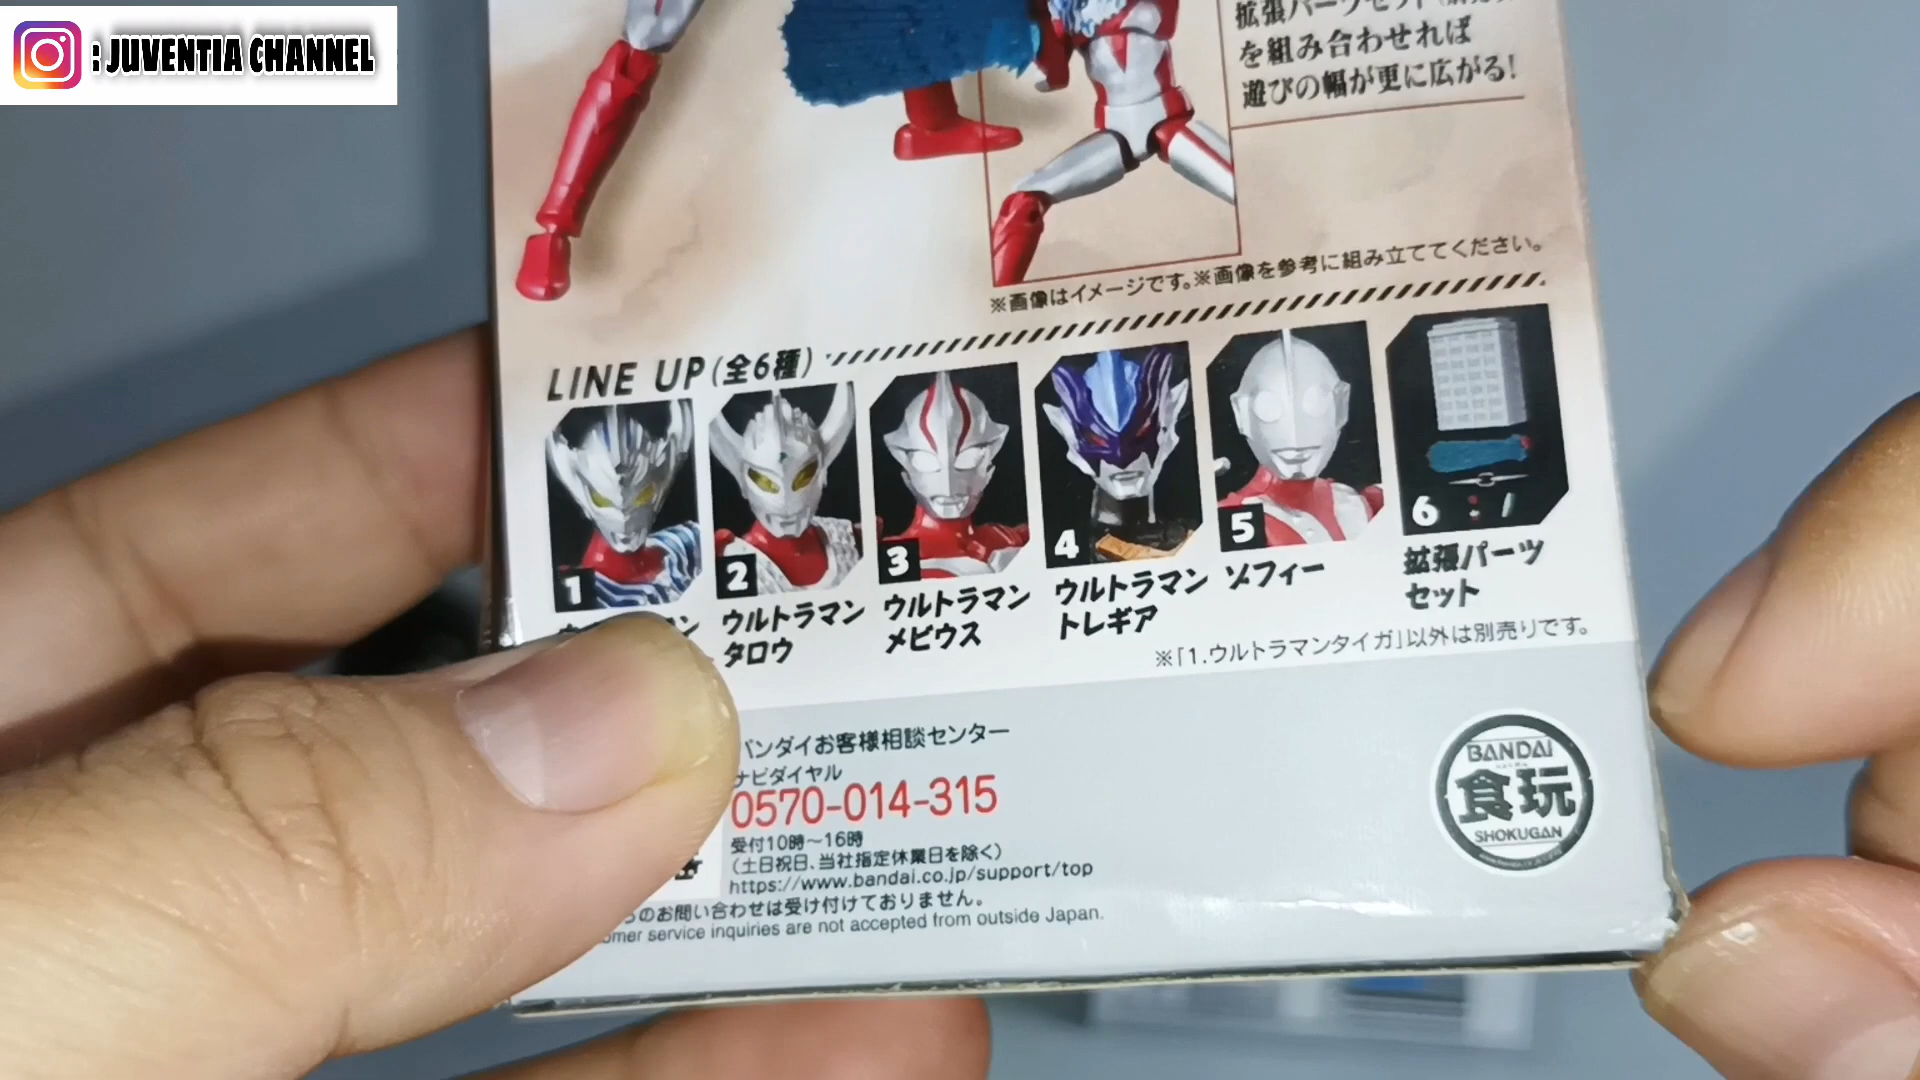 : JUVENTIA CHANNEL
拡張パーツセット
を組み合わせれば
遊びの幅が更に広がる!
※画像はイメージです。※画像を参考に組み立ててください。
LINE UP(全6種)
1
2
3
4
5
6
ウルトラマン
タロウ
ウルトラマン
メビウス
ウルトラマン
トレギア
ゾフィー
拡張パーツ
セット
※「1.ウルトラマンタイガ」以外は別売りです。
バンダイお客様相談センター
ナビダイヤル
0570-014-315
受付10時～16時
(土日祝日、当社指定休業日を除く)
https://www.bandai.co.jp/support/top
のお問い合わせは受け付けておりません。
omer service inquiries are not accepted from outside Japan.
BANDAI
食玩
SHOKUGAN